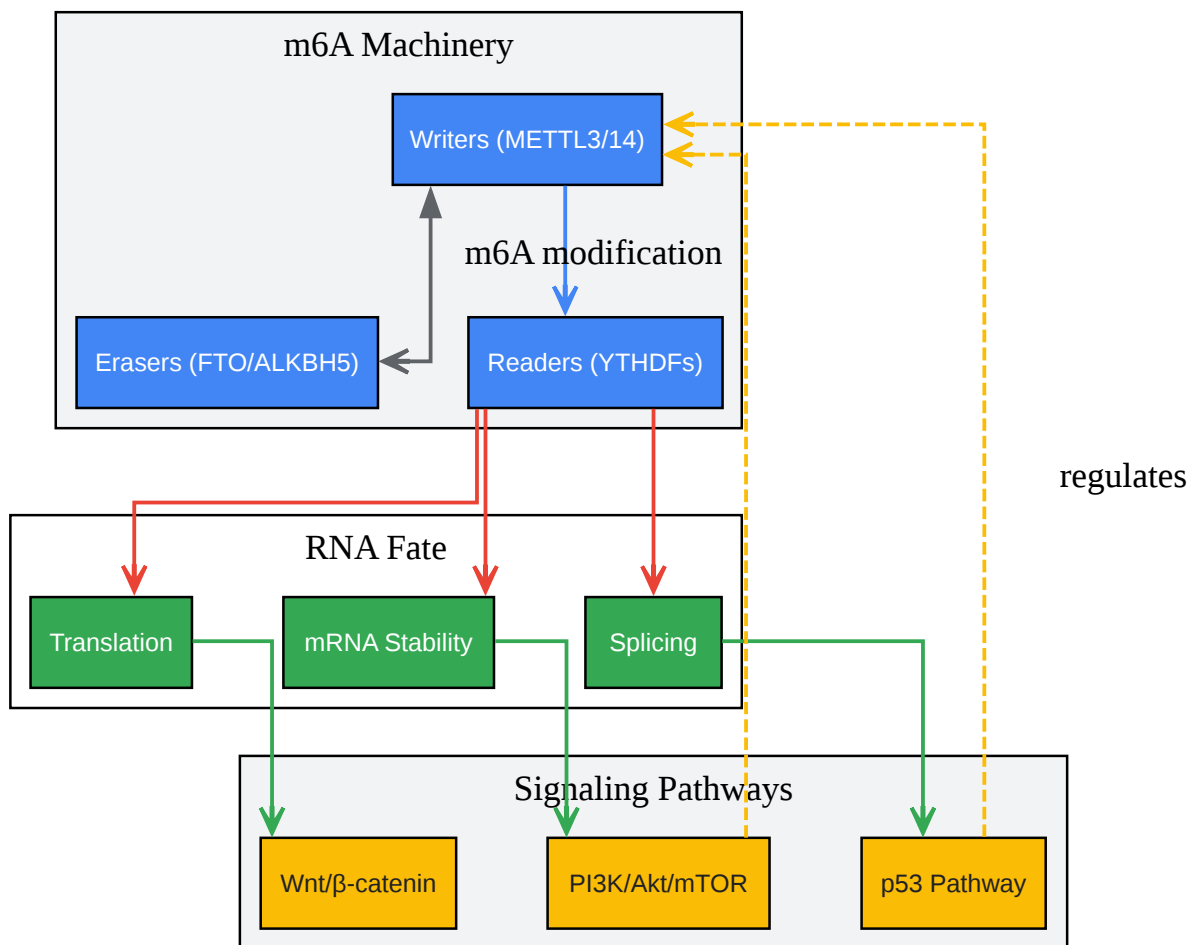 m6A Machinery
Writers (METTL3/14)
m6A modification
Erasers (FTO/ALKBH5)
Readers (YTHDFs)
regulates
RNA Fate
Translation
mRNA Stability
Splicing
Signaling Pathways
Wnt/β-catenin
PI3K/Akt/mTOR
p53 Pathway